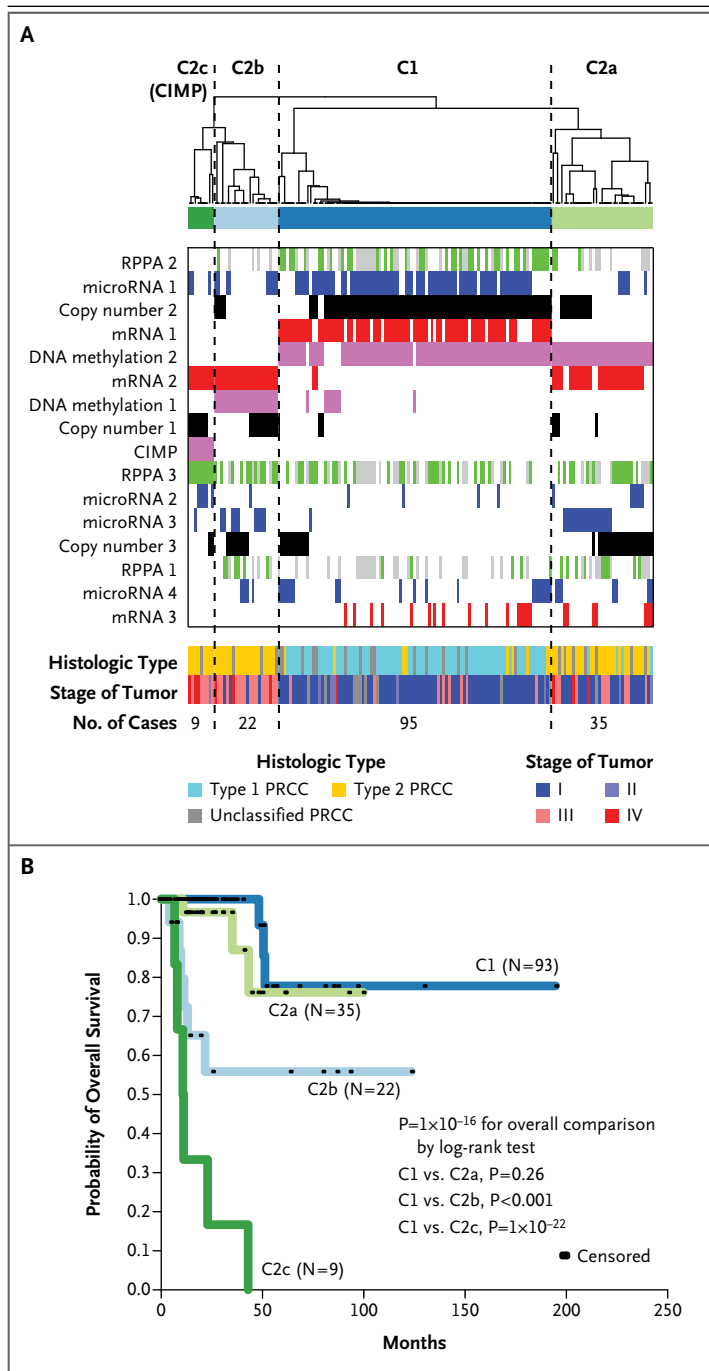 A
C2c
(CIMP)
C2b
C1
C2a
RPPA 2
microRNA 1
Copy number 2
mRNA 1
DNA methylation 2
mRNA 2
DNA methylation 1
Copy number 1
CIMP
RPPA 3
microRNA 2
microRNA 3
Copy number 3
RPPA 1
microRNA 4
mRNA 3
Histologic Type
Stage of Tumor
No. of Cases 9 22 95 35
Histologic Type
Type 1 PRCC Type 2 PRCC
Unclassified PRCC
Stage of Tumor
I II
III IV
B
Probability of Overall Survival
1.0
0.9
0.8
0.7
0.6
0.5
0.4
0.3
0.2
0.1
0.0
C1 (N=93)
C2a (N=35)
C2b (N=22)
C2c (N=9)
P=1×10⁻¹⁶ for overall comparison
by log-rank test
C1 vs. C2a, P=0.26
C1 vs. C2b, P<0.001
C1 vs. C2c, P=1×10⁻²²
Censored
0 50 100 150 200 250
Months